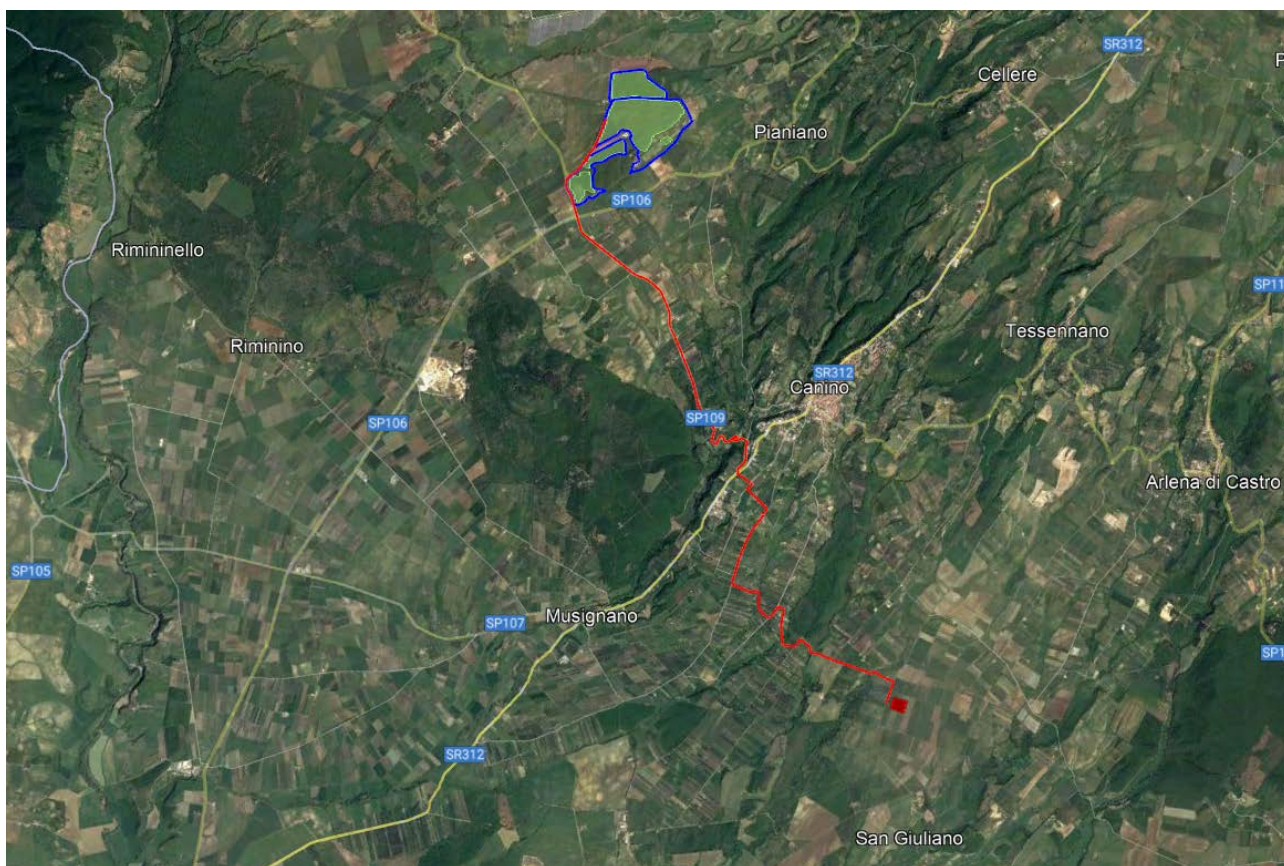 SR312
Cellere
P
Pianiano
SP106
Rimininello
SP11
Tessennano
Riminino
SR312
Canino
SP109
SP106
Arlena di Castro
SP105
Musignano
SP107
SP1
SR312
San Giuliano